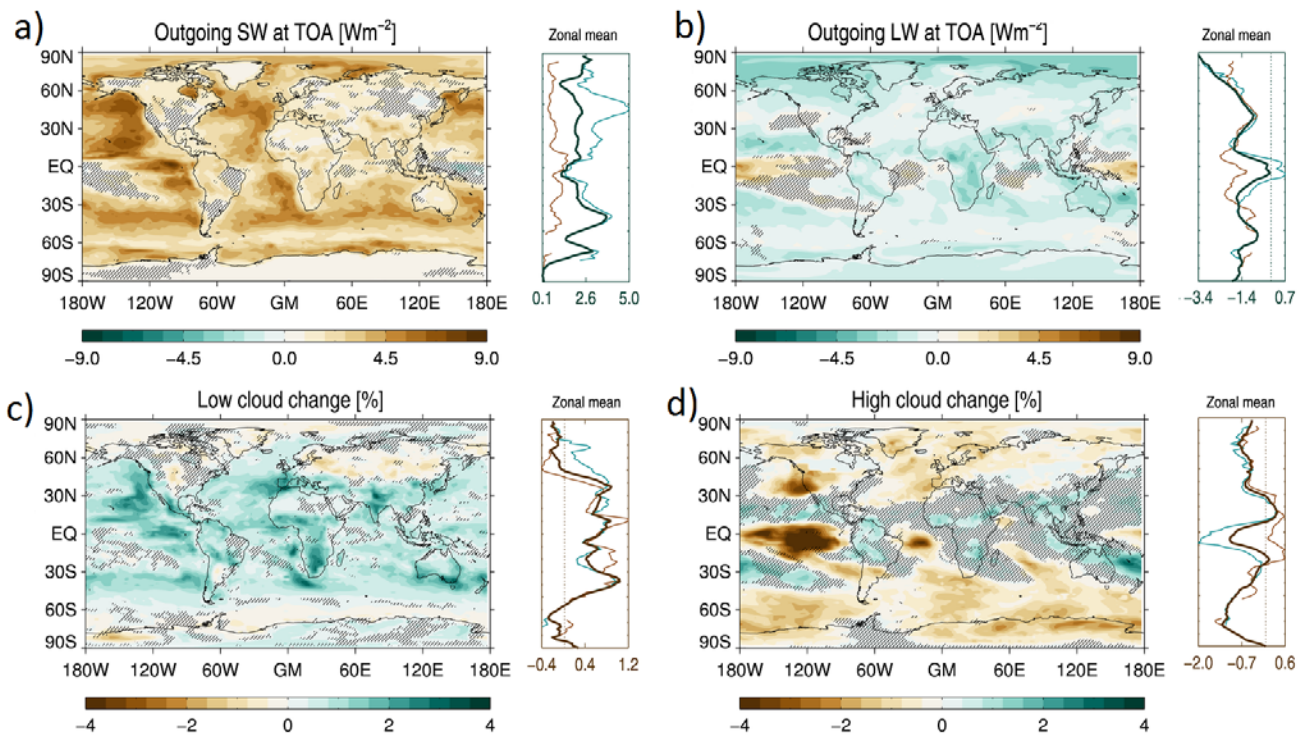 a)
Outgoing SW at TOA [Wm⁻²]
Zonal mean
90N
60N
30N
EQ
30S
60S
90S
180W 120W 60W GM 60E 120E 180E
0.1 2.6 5.0
−9.0 −4.5 0.0 4.5 9.0
b)
Outgoing LW at TOA [Wm⁻²]
Zonal mean
90N
60N
30N
EQ
30S
60S
90S
180W 120W 60W GM 60E 120E 180E
−3.4 −1.4 0.7
−9.0 −4.5 0.0 4.5 9.0
c)
Low cloud change [%]
Zonal mean
90N
60N
30N
EQ
30S
60S
90S
180W 120W 60W GM 60E 120E 180E
−0.4 0.4 1.2
−4 −2 0 2 4
d)
High cloud change [%]
Zonal mean
90N
60N
30N
EQ
30S
60S
90S
180W 120W 60W GM 60E 120E 180E
−2.0 −0.7 0.6
−4 −2 0 2 4